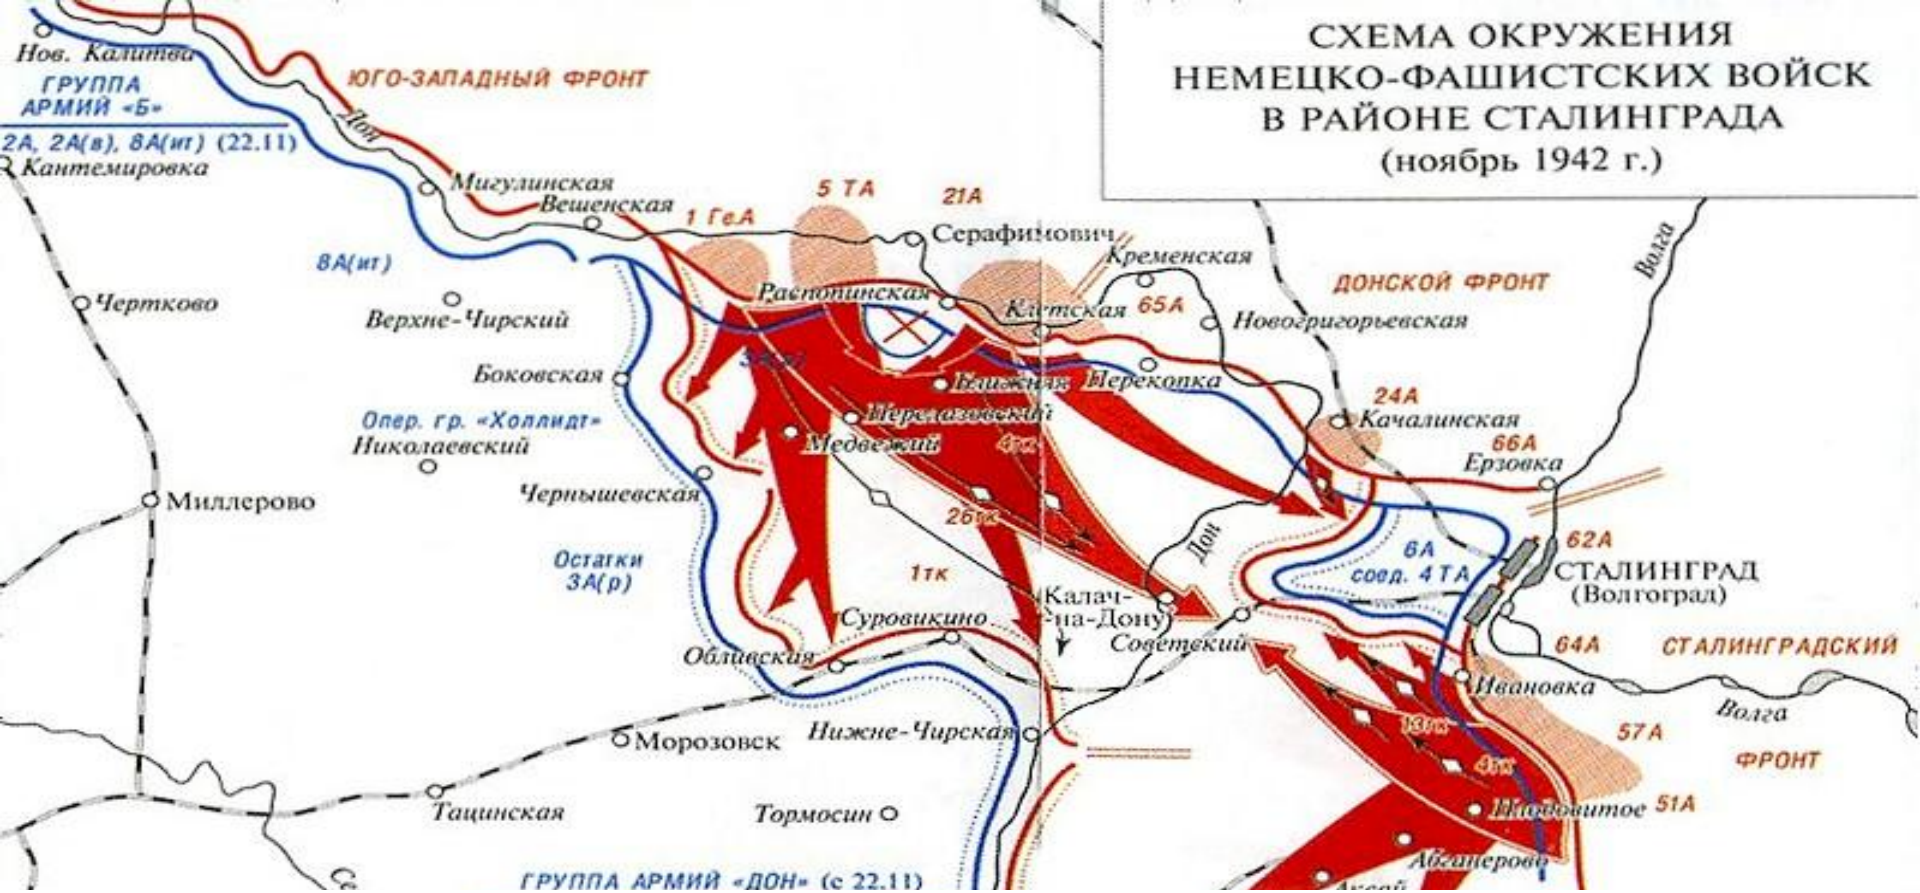 СХЕМА ОКРУЖЕНИЯ
НЕМЕЦКО-ФАШИСТСКИХ ВОЙСК
В РАЙОНЕ СТАЛИНГРАДА
(ноябрь 1942 г.)
Нов. Калитва
ГРУППА
АРМИЙ «Б»
2А, 2А(в), 8А(ит) (22.11)
Кантемировка
ЮГО-ЗАПАДНЫЙ ФРОНТ
Дон
Мигулинская
Вешенская
1 Гв.А
5 ТА
21А
Серафимович
Кременская
65А
ДОНСКОЙ ФРОНТ
Волга
8А(ит)
Чертково
Верхне-Чирский
Распопинская
Клетская
Новогригорьевская
Боковская
Ближняя
Перекопка
24А
Качалинская
66А
Ерзовка
Опер. гр. «Холлидт»
Николаевский
Перелазовский
Медвежий
4тк
Чернышевская
Миллерово
26тк
Дон
62А
6А
соед. 4 ТА
СТАЛИНГРАД
(Волгоград)
Остатки
3А(р)
1тк
Калач-
на-Дону
Суровикино
Советский
Обливская
64А
СТАЛИНГРАДСКИЙ
Ивановка
Волга
57А
ФРОНТ
13тк
4тк
Нижне-Чирская
Морозовск
Тацинская
Тормосин
Плодовитое
51А
Абганерово
Аксай
ГРУППА АРМИЙ «ДОН» (с 22.11)